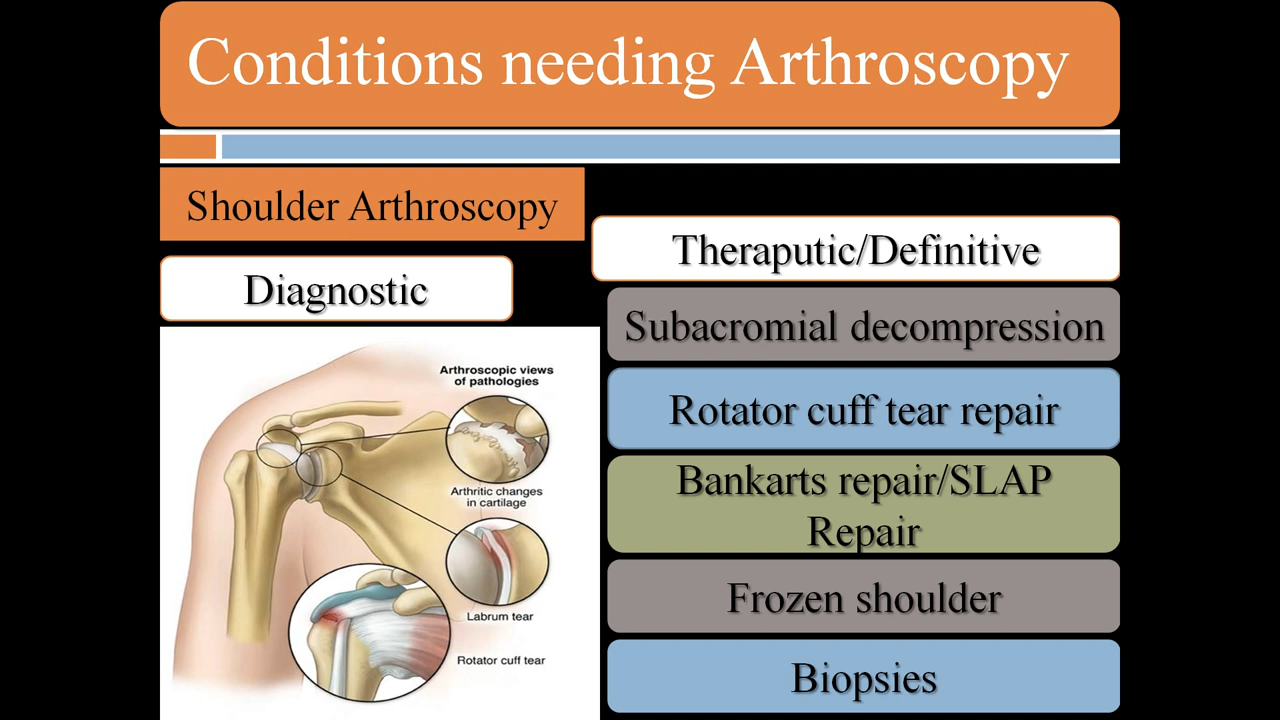 Conditions needing Arthroscopy
Shoulder Arthroscopy
Diagnostic
Arthroscopic views
of pathologies
Arthritic changes
in cartilage
Labrum tear
Rotator cuff tear
Theraputic/Definitive
Subacromial decompression
Rotator cuff tear repair
Bankarts repair/SLAP
Repair
Frozen shoulder
Biopsies